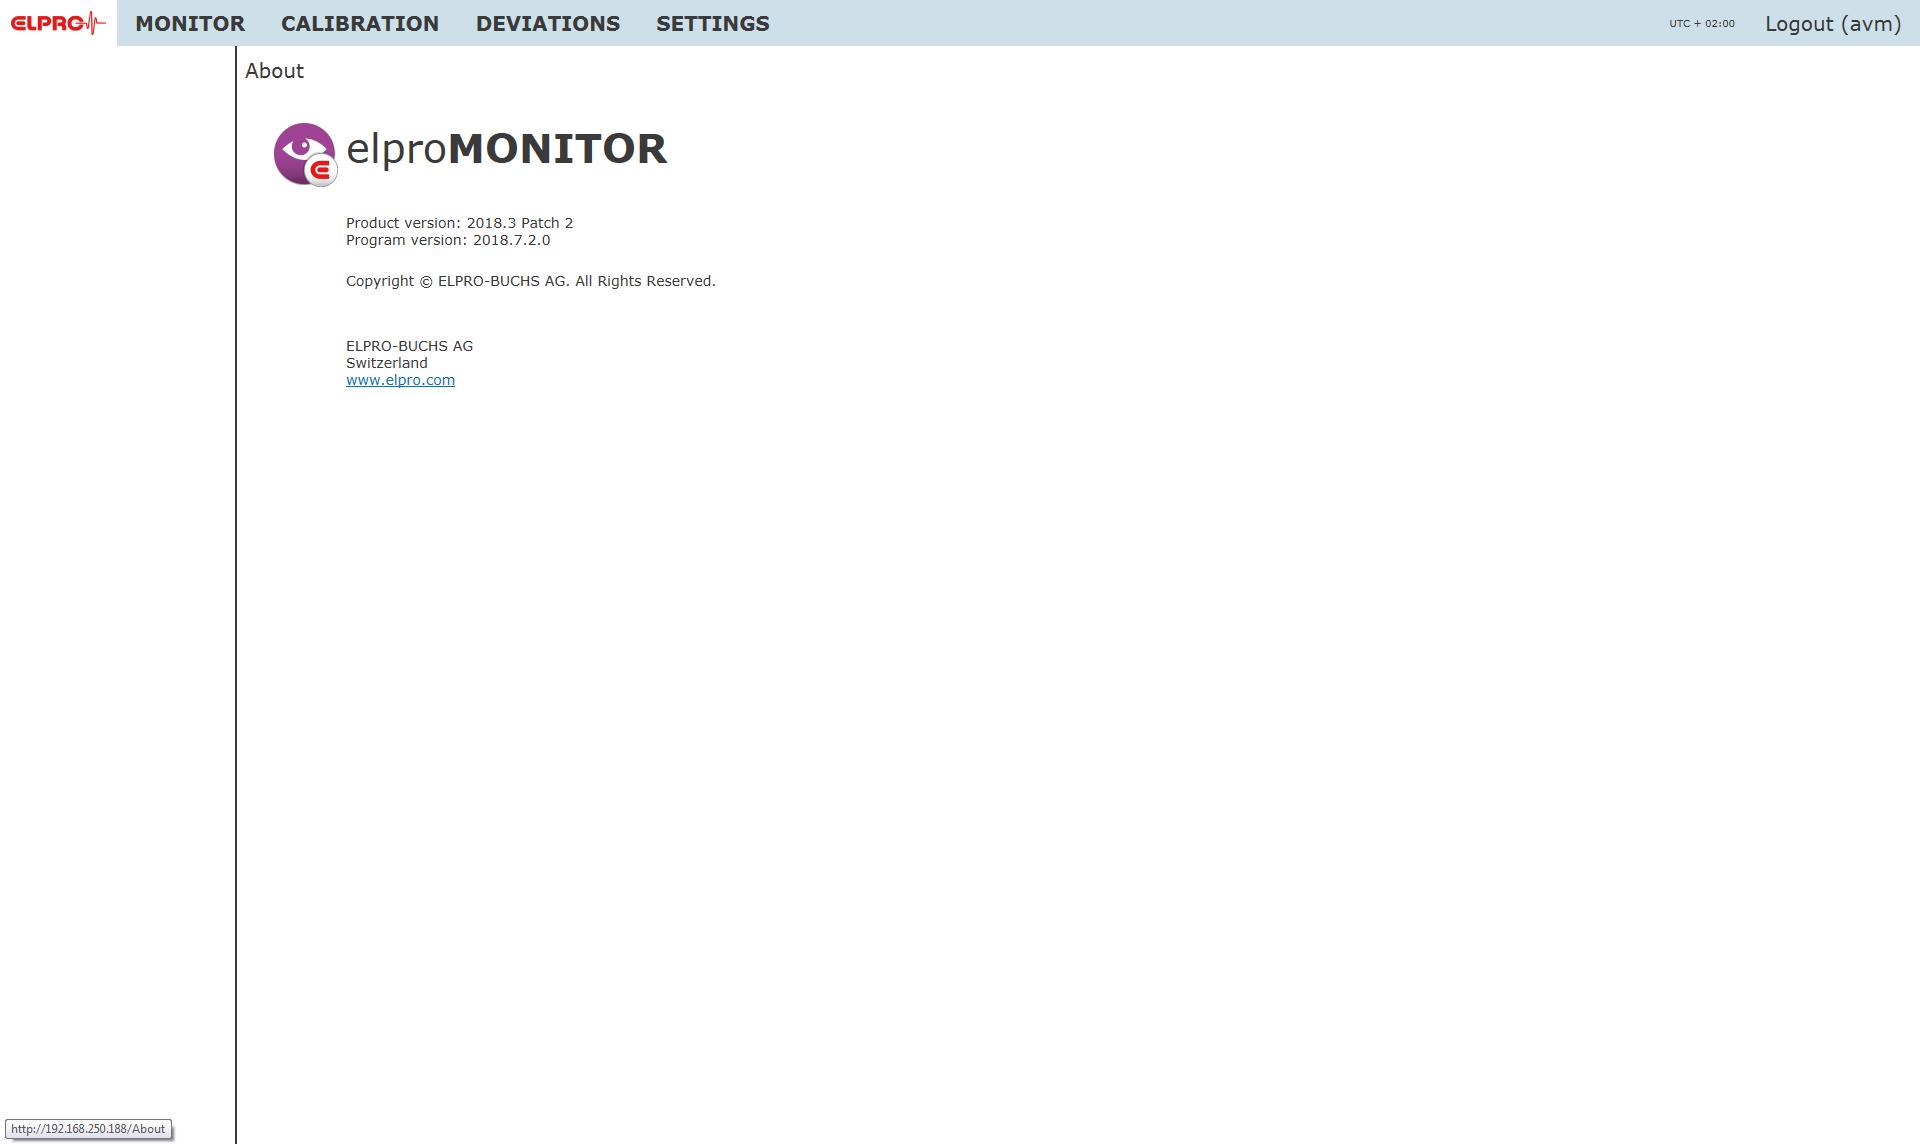 ELPRO
MONITOR CALIBRATION DEVIATIONS SETTINGS UTC + 02:00 Logout (avm)
About
elproMONITOR
Product version: 2018.3 Patch 2
Program version: 2018.7.2.0
Copyright © ELPRO-BUCHS AG. All Rights Reserved.
ELPRO-BUCHS AG
Switzerland
www.elpro.com
http://192.168.250.188/About